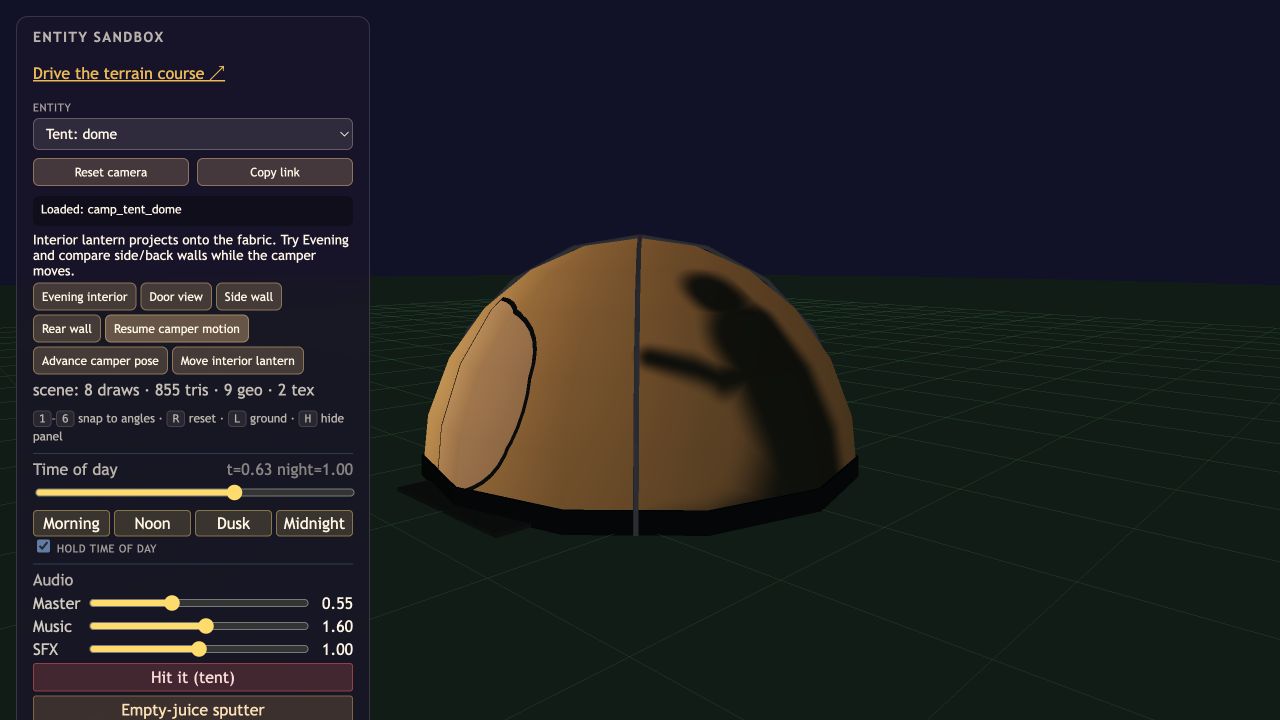 ENTITY SANDBOX
Drive the terrain course ↗
ENTITY
Tent: dome
Reset camera Copy link
Loaded: camp_tent_dome
Interior lantern projects onto the fabric. Try Evening
and compare side/back walls while the camper
moves.
Evening interior Door view Side wall
Rear wall Resume camper motion
Advance camper pose Move interior lantern
scene: 8 draws · 855 tris · 9 geo · 2 tex
1-6 snap to angles · R reset · L ground · H hide
panel
Time of day t=0.63 night=1.00
Morning Noon Dusk Midnight
HOLD TIME OF DAY
Audio
Master 0.55
Music 1.60
SFX 1.00
Hit it (tent)
Empty-juice sputter